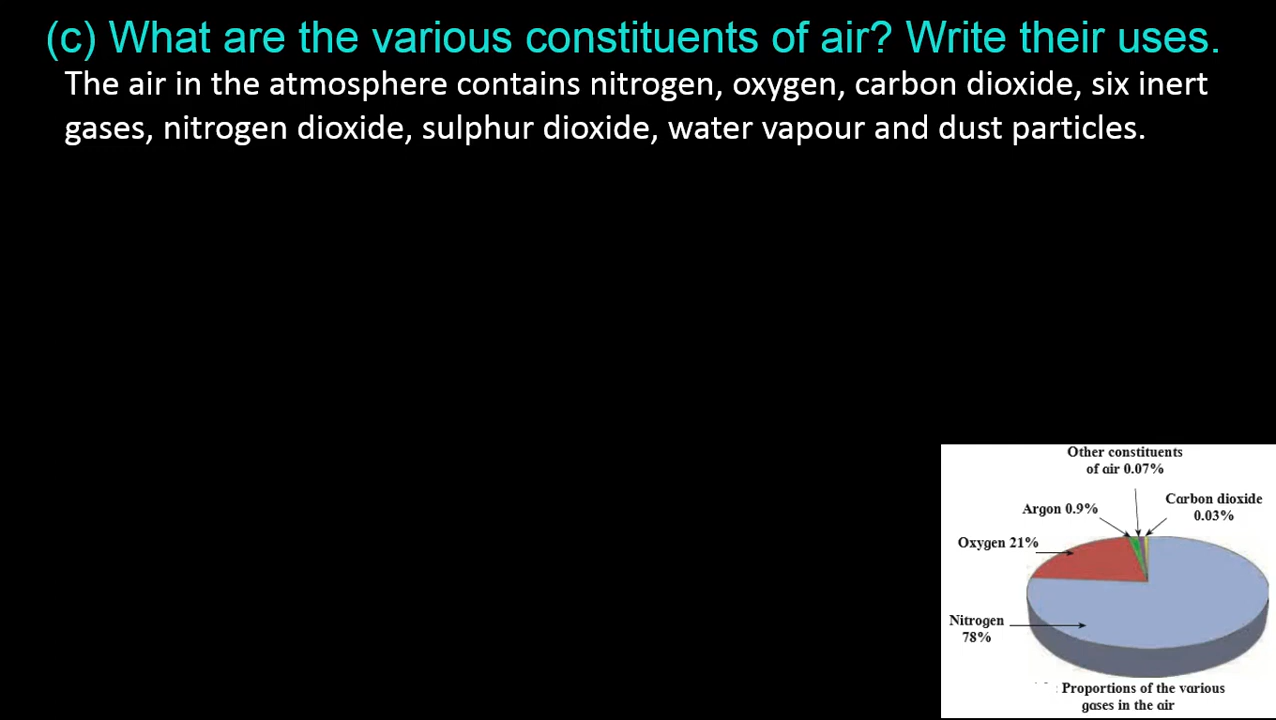 (c) What are the various constituents of air? Write their uses.
The air in the atmosphere contains nitrogen, oxygen, carbon dioxide, six inert
gases, nitrogen dioxide, sulphur dioxide, water vapour and dust particles.
Other constituents
of air 0.07%
Carbon dioxide
0.03%
Argon 0.9%
Oxygen 21%
Nitrogen
78%
: Proportions of the various
gases in the air